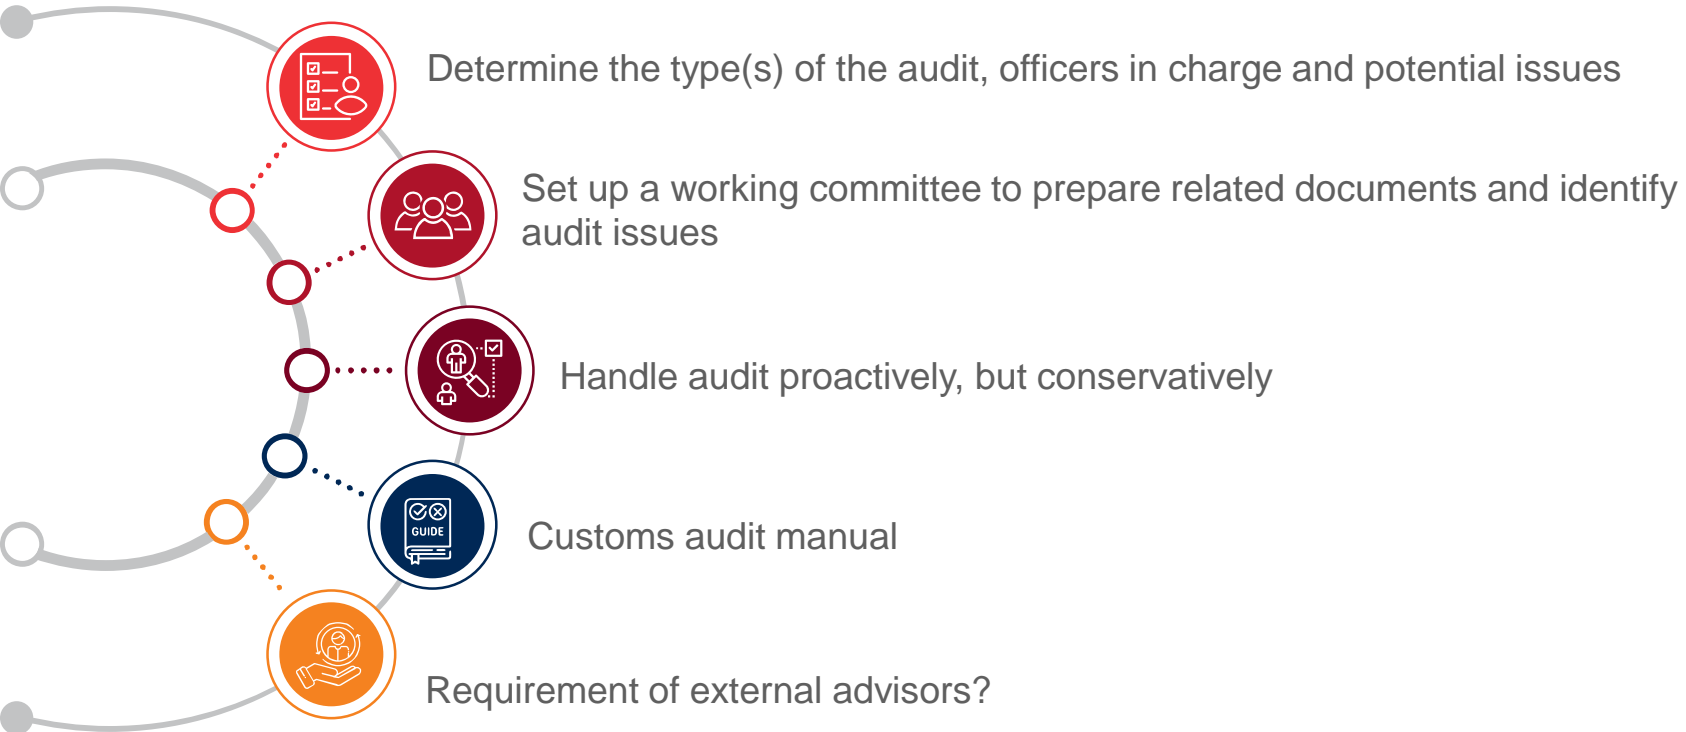 Determine the type(s) of the audit, officers in charge and potential issues
Set up a working committee to prepare related documents and identify
audit issues
Handle audit proactively, but conservatively
GUIDE
Customs audit manual
Requirement of external advisors?